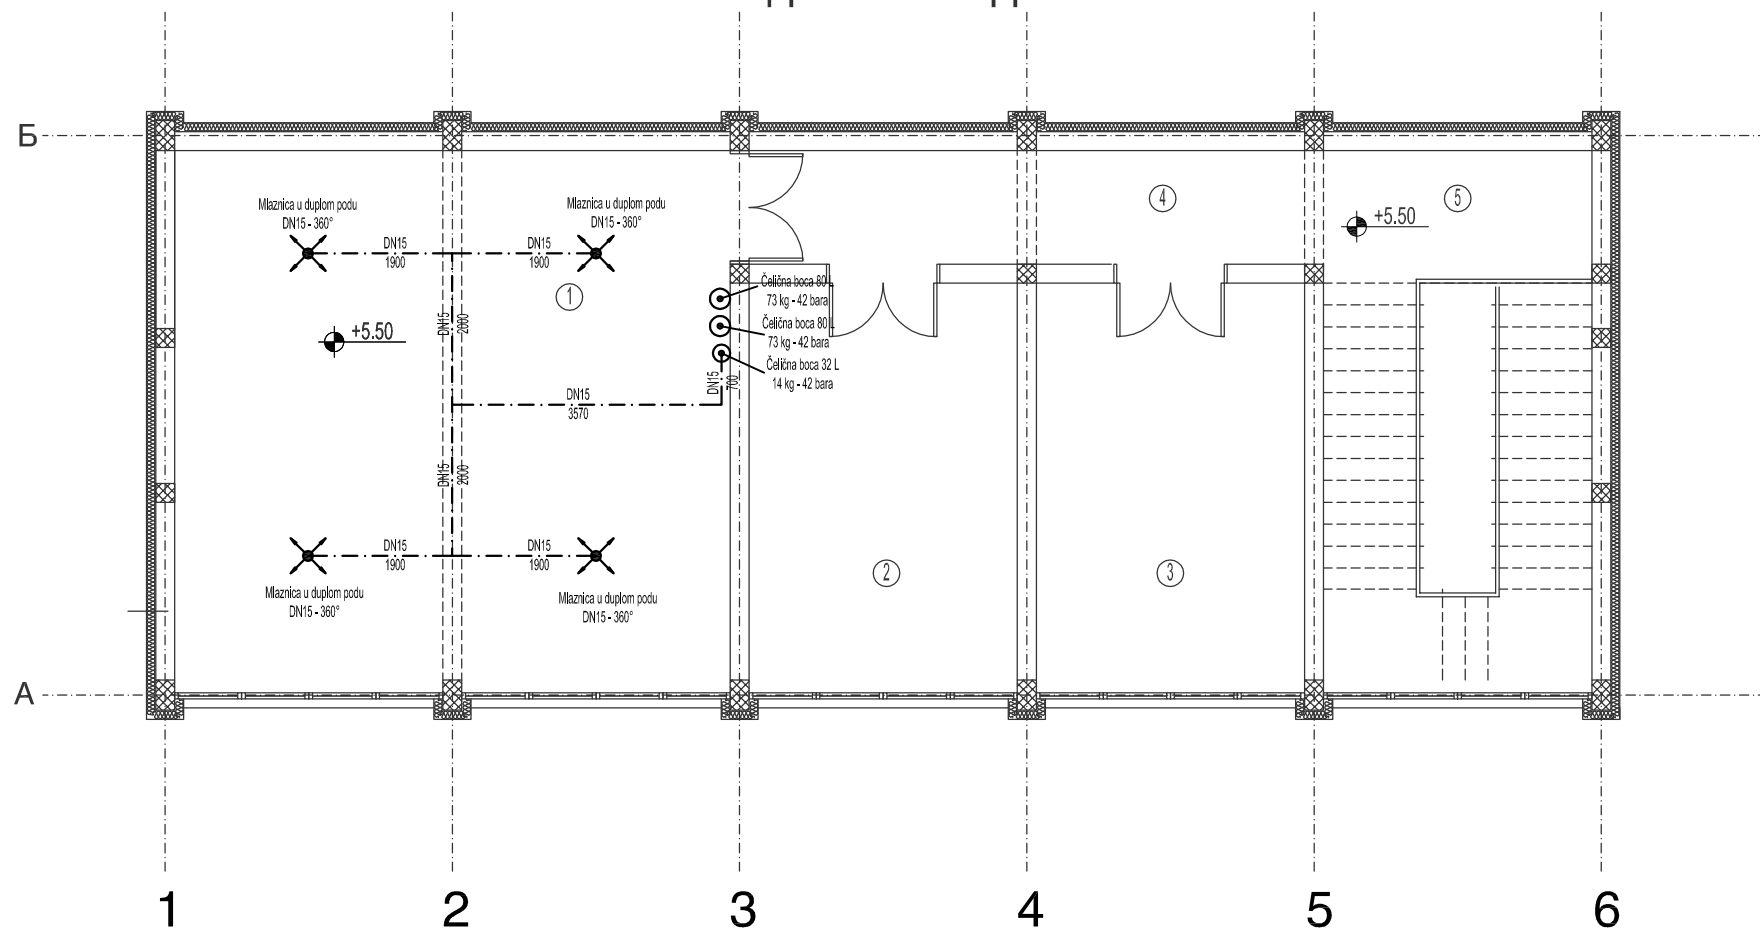 Б
Mlaznica u duplom podu
DN15 - 360°
Mlaznica u duplom podu
DN15 - 360°
4
5
+5.50
DN15
1900
DN15
1900
1
Čelična boca 80 L
73 kg - 42 bara
Čelična boca 80 L
73 kg - 42 bara
Čelična boca 32 L
14 kg - 42 bara
DN15
2000
+5.50
DN15
700
DN15
3570
DN15
2000
DN15
1900
DN15
1900
2
3
Mlaznica u duplom podu
DN15 - 360°
Mlaznica u duplom podu
DN15 - 360°
А
1 2 3 4 5 6